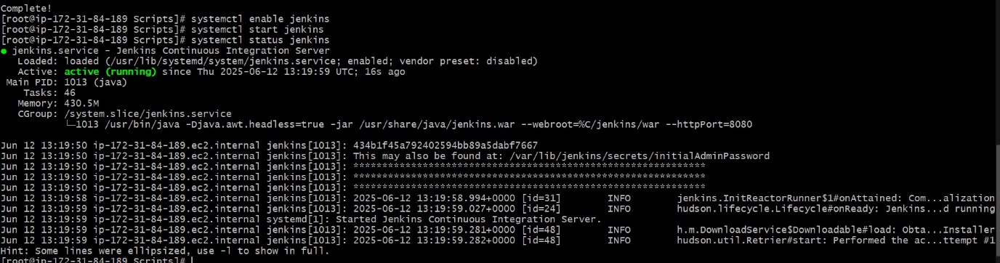 Complete!
[root@ip-172-31-84-189 Scripts]# systemctl enable jenkins
[root@ip-172-31-84-189 Scripts]# systemctl start jenkins
[root@ip-172-31-84-189 Scripts]# systemctl status jenkins
● jenkins.service - Jenkins Continuous Integration Server
   Loaded: loaded (/usr/lib/systemd/system/jenkins.service; enabled; vendor preset: disabled)
   Active: active (running) since Thu 2025-06-12 13:19:59 UTC; 16s ago
 Main PID: 1013 (java)
    Tasks: 46
   Memory: 430.5M
   CGroup: /system.slice/jenkins.service
           └─1013 /usr/bin/java -Djava.awt.headless=true -jar /usr/share/java/jenkins.war --webroot=%C/jenkins/war --httpPort=8080
Jun 12 13:19:50 ip-172-31-84-189.ec2.internal jenkins[1013]: 434b1f45a792402594bb89a5dabf7667
Jun 12 13:19:50 ip-172-31-84-189.ec2.internal jenkins[1013]: This may also be found at: /var/lib/jenkins/secrets/initialAdminPassword
Jun 12 13:19:50 ip-172-31-84-189.ec2.internal jenkins[1013]: *************************************************************
Jun 12 13:19:50 ip-172-31-84-189.ec2.internal jenkins[1013]: *************************************************************
Jun 12 13:19:50 ip-172-31-84-189.ec2.internal jenkins[1013]: *************************************************************
Jun 12 13:19:58 ip-172-31-84-189.ec2.internal jenkins[1013]: 2025-06-12 13:19:58.994+0000 [id=31]        INFO        jenkins.InitReactorRunner$1#onAttained: Com...alization
Jun 12 13:19:59 ip-172-31-84-189.ec2.internal jenkins[1013]: 2025-06-12 13:19:59.027+0000 [id=24]        INFO        hudson.lifecycle.Lifecycle#onReady: Jenkins...d running
Jun 12 13:19:59 ip-172-31-84-189.ec2.internal systemd[1]: Started Jenkins Continuous Integration Server.
Jun 12 13:19:59 ip-172-31-84-189.ec2.internal jenkins[1013]: 2025-06-12 13:19:59.281+0000 [id=48]        INFO        h.m.DownloadService$Downloadable#load: Obta...Installer
Jun 12 13:19:59 ip-172-31-84-189.ec2.internal jenkins[1013]: 2025-06-12 13:19:59.282+0000 [id=48]        INFO        hudson.util.Retrier#start: Performed the ac...ttempt #1
Hint: Some lines were ellipsized, use -l to show in full.
[root@ip-172-31-84-189 Scripts]#